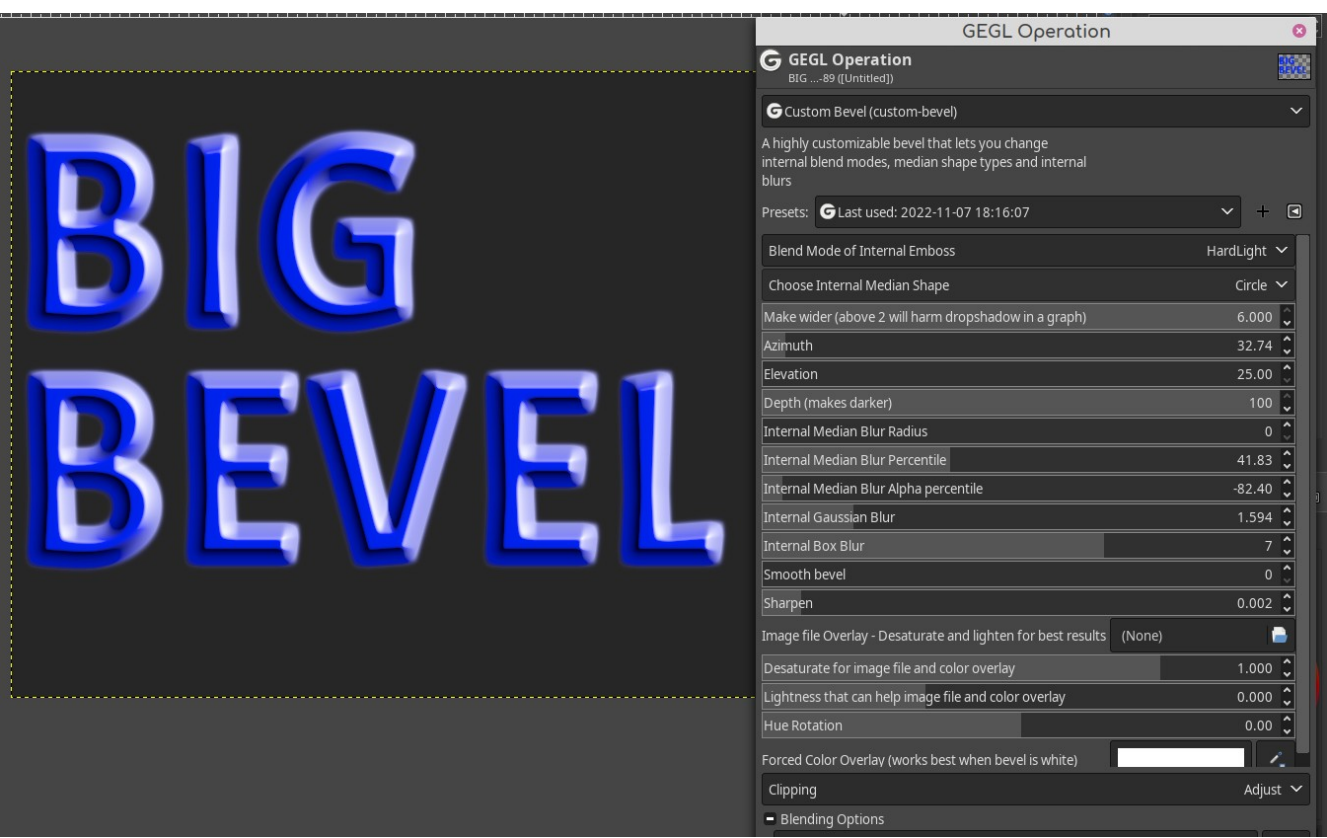 BIG
BEVEL
GEGL Operation
GEGL Operation
BIG ...-89 ([Untitled])
BIG
BEVEL
Custom Bevel (custom-bevel)
A highly customizable bevel that lets you change
internal blend modes, median shape types and internal
blurs
Presets: Last used: 2022-11-07 18:16:07
Blend Mode of Internal Emboss HardLight
Choose Internal Median Shape Circle
Make wider (above 2 will harm dropshadow in a graph) 6.000
Azimuth 32.74
Elevation 25.00
Depth (makes darker) 100
Internal Median Blur Radius 0
Internal Median Blur Percentile 41.83
Internal Median Blur Alpha percentile -82.40
Internal Gaussian Blur 1.594
Internal Box Blur 7
Smooth bevel 0
Sharpen 0.002
Image file Overlay - Desaturate and lighten for best results (None)
Desaturate for image file and color overlay 1.000
Lightness that can help image file and color overlay 0.000
Hue Rotation 0.00
Forced Color Overlay (works best when bevel is white)
Clipping Adjust
Blending Options